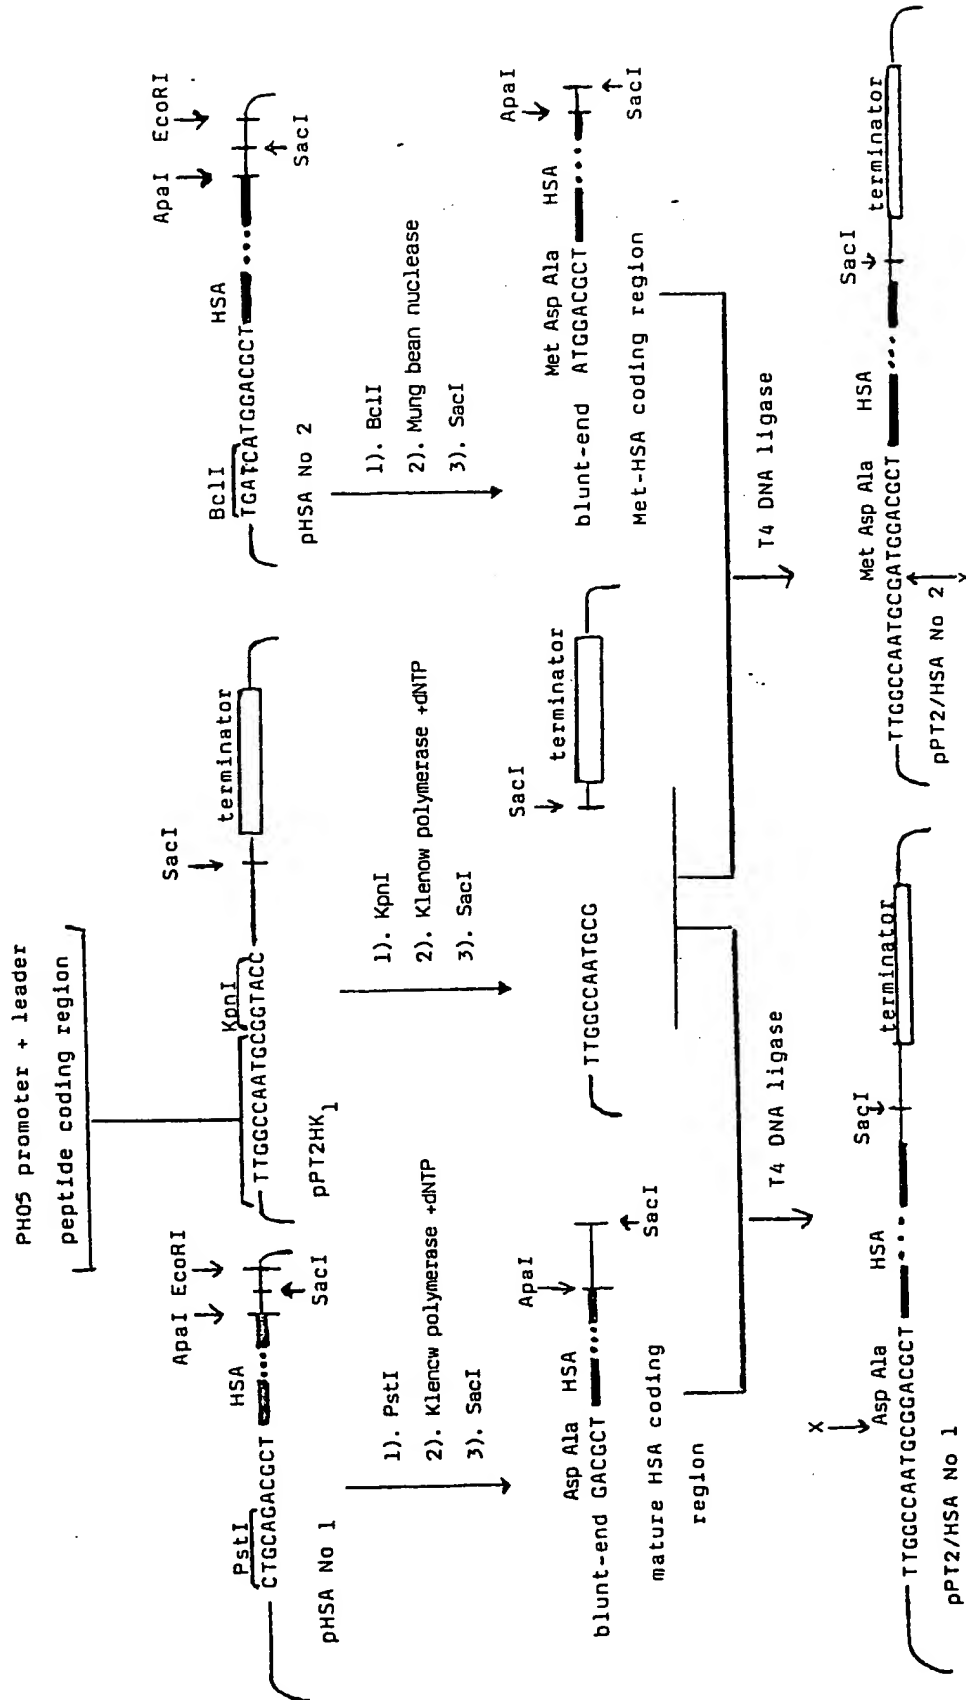 PHO5 promoter + leader
peptide coding region
ApaI EcoRI
HSA
PstI
CTGCAGACGCT
SacI
pHSA No 1
KpnI
TTGGCCAATGCGGTACC
SacI
terminator
pPT2HK1
ApaI EcoRI
HSA
BclI
TGATCATGGACGCT
SacI
pHSA No 2
1). PstI
2). Klencw polymerase +dNTP
3). SacI
1). KpnI
2). Klenow polymerase +dNTP
3). SacI
1). BclI
2). Mung bean nuclease
3). SacI
ApaI
Asp Ala HSA
blunt-end GACGCT
SacI
mature HSA coding
region
TTGGCCAATGCG
SacI
terminator
ApaI
Met Asp Ala HSA
blunt-end ATGGACGCT
SacI
Met-HSA coding region
T4 DNA ligase
T4 DNA ligase
X
Asp Ala HSA
TTGGCCAATGCGGACGCT
SacI
terminator
pPT2/HSA No 1
Met Asp Ala HSA
TTGGCCAATGCGATGGACGCT
SacI
terminator
pPT2/HSA No 2
Y